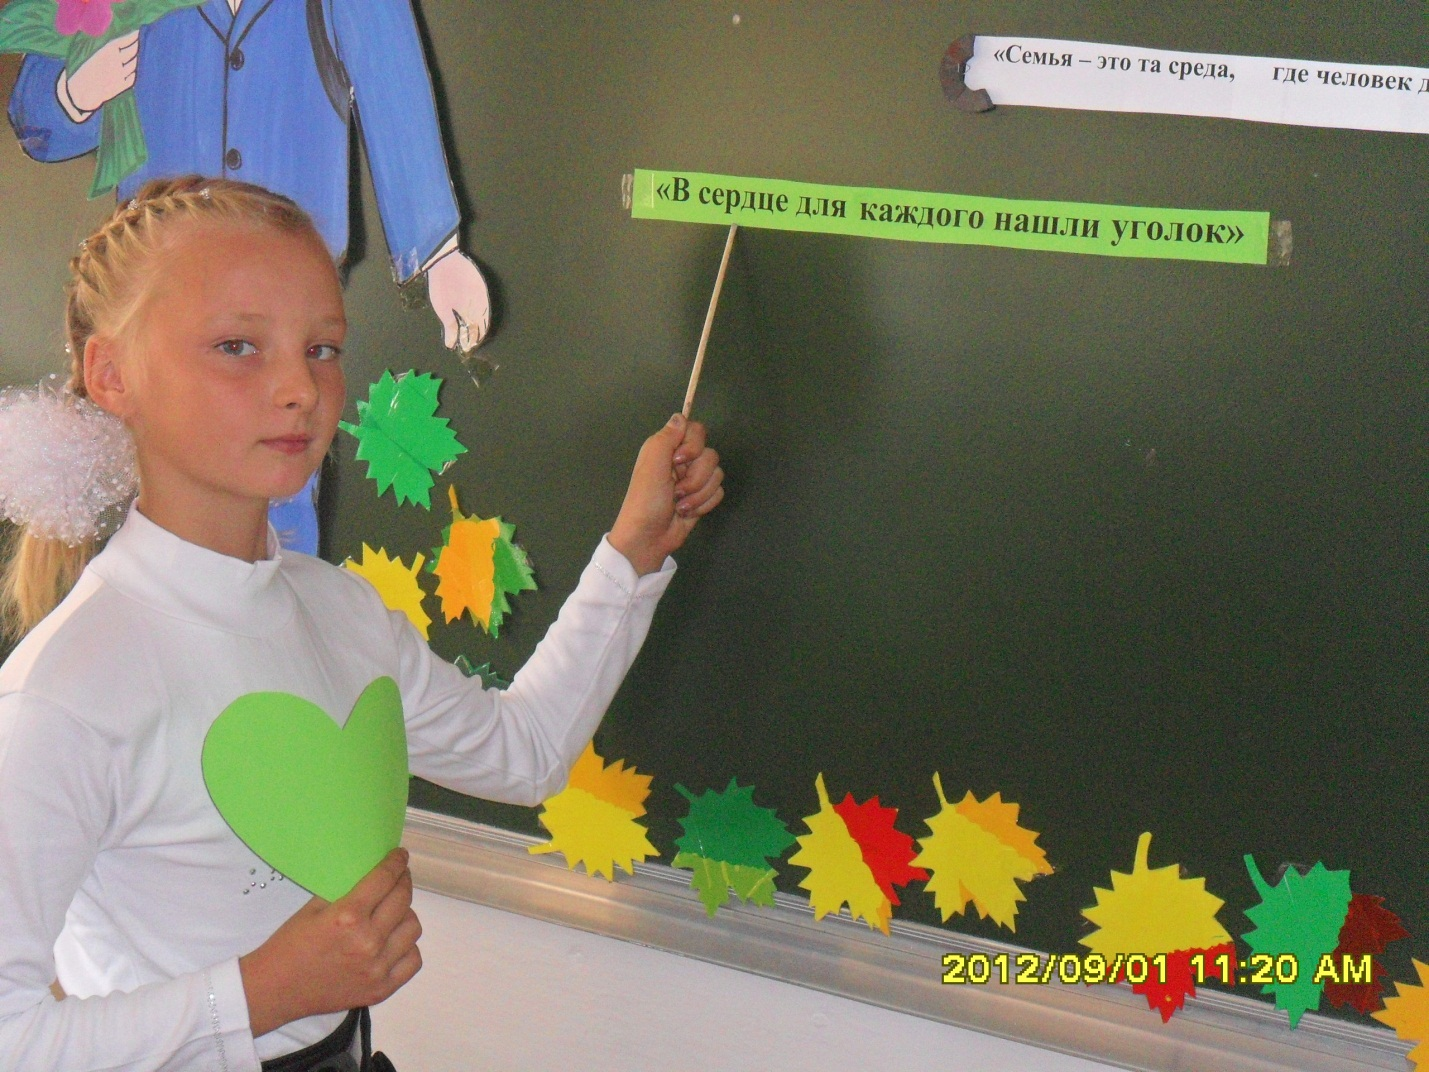 «Семья – это та среда, где человек
«В сердце для каждого нашли уголок»
2012/09/01 11:20 AM